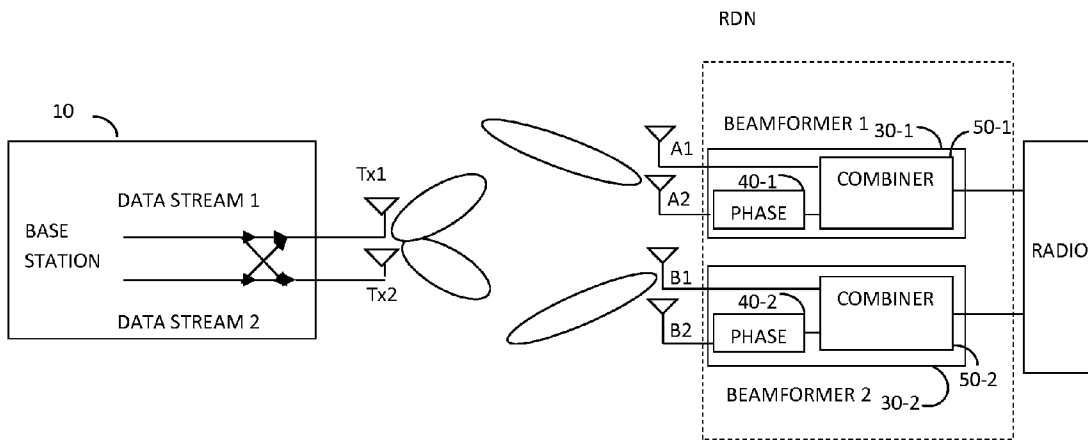 RDN
10
BEAMFORMER 1
30-1
50-1
A1
COMBINER
40-1
Tx1
DATA STREAM 1
A2
PHASE
BASE
STATION
RADIO
B1
Tx2
COMBINER
40-2
DATA STREAM 2
B2
PHASE
50-2
BEAMFORMER 2
30-2